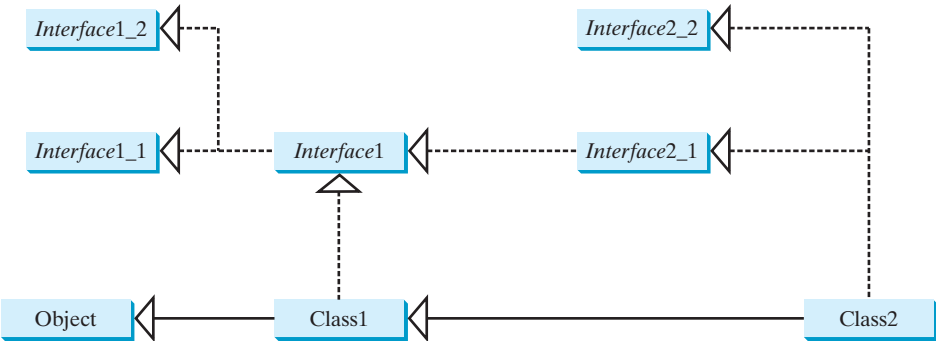 Interface1_2
Interface2_2
Interface1_1
Interface1
Interface2_1
Object
Class1
Class2